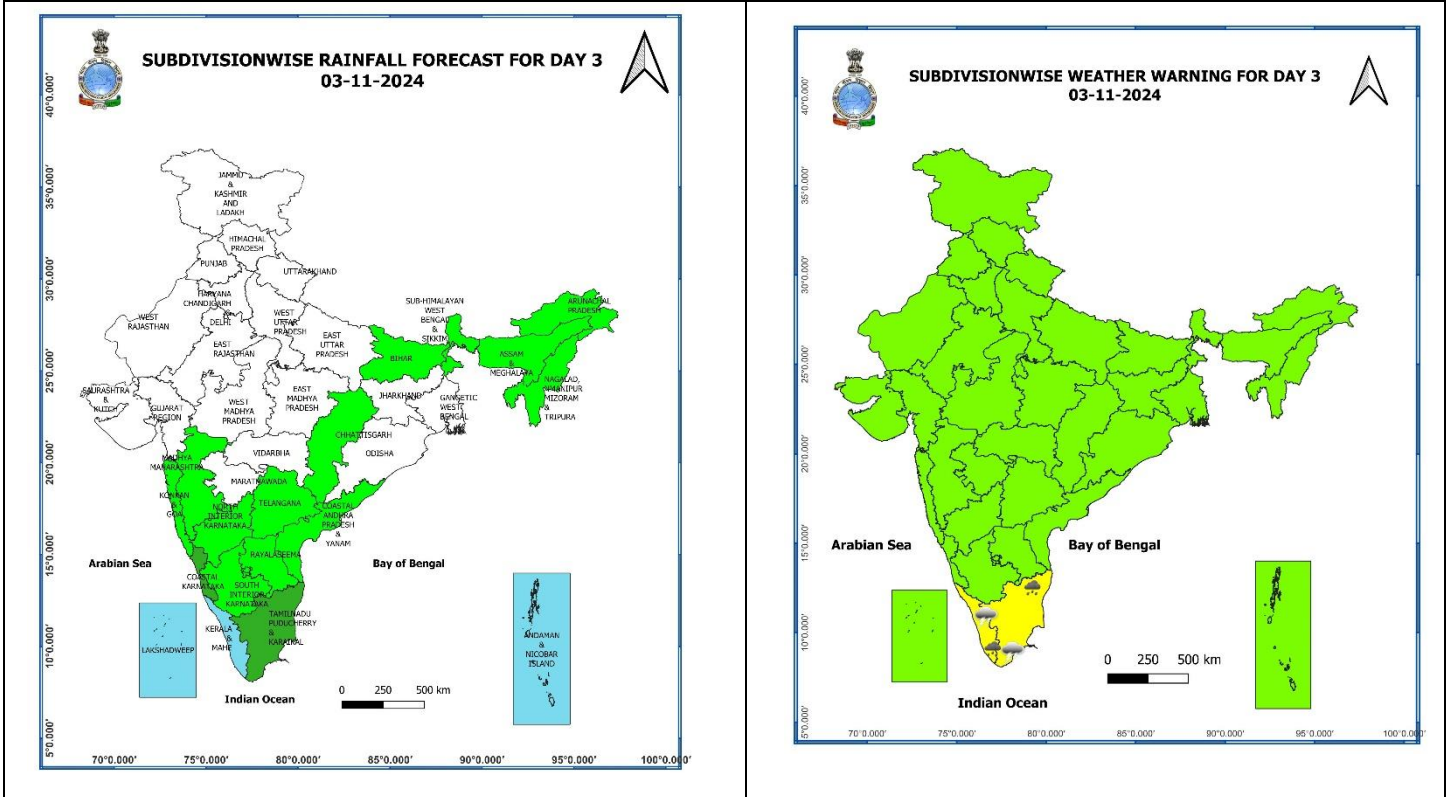 SUBDIVISIONWISE RAINFALL FORECAST FOR DAY 3
03-11-2024
40°0.000'
35°0.000'
30°0.000'
25°0.000'
20°0.000'
15°0.000'
10°0.000'
5°0.000'
JAMMU
&
KASHMIR
AND
LADAKH
HIMACHAL
PRADESH
PUNJAB
UTTARAKHAND
HARYANA
CHANDIGARH
&
DELHI
WEST
RAJASTHAN
WEST
UTTAR
PRADESH
EAST
RAJASTHAN
EAST
UTTAR
PRADESH
SUB-HIMALAYAN
WEST
BENGAL
&
SIKKIM
ARUNACHAL
PRADESH
BIHAR
ASSAM
&
MEGHALAYA
NAGALAD,
MANIPUR
MIZORAM
&
TRIPURA
SAURASHTRA
&
KUTCH
GUJARAT
REGION
WEST
MADHYA
PRADESH
EAST
MADHYA
PRADESH
JHARKHAND
GANGETIC
WEST
BENGAL
CHHATTISGARH
VIDARBHA
ODISHA
MADHYA
MAHARASHTRA
MARATHAWADA
KONKAN
&
GOA
NORTH
INTERIOR
KARNATAKA
TELANGANA
COASTAL
ANDHRA
PRADESH
&
YANAM
RAYALASEEMA
Arabian Sea
Bay of Bengal
COASTAL
KARNATAKA
SOUTH
INTERIOR
KARNATAKA
TAMILNADU
PUDUCHERRY
&
KARAIKAL
KERALA
&
MAHE
LAKSHADWEEP
ANDAMAN
&
NICOBAR
ISLAND
Indian Ocean
0 250 500 km
70°0.000' 75°0.000' 80°0.000' 85°0.000' 90°0.000' 95°0.000' 100°0.000'
SUBDIVISIONWISE WEATHER WARNING FOR DAY 3
03-11-2024
40°0.000'
35°0.000'
30°0.000'
25°0.000'
20°0.000'
15°0.000'
10°0.000'
5°0.000'
Arabian Sea
Bay of Bengal
Indian Ocean
0 250 500 km
70°0.000' 75°0.000' 80°0.000' 85°0.000' 90°0.000' 95°0.000' 100°0.000'